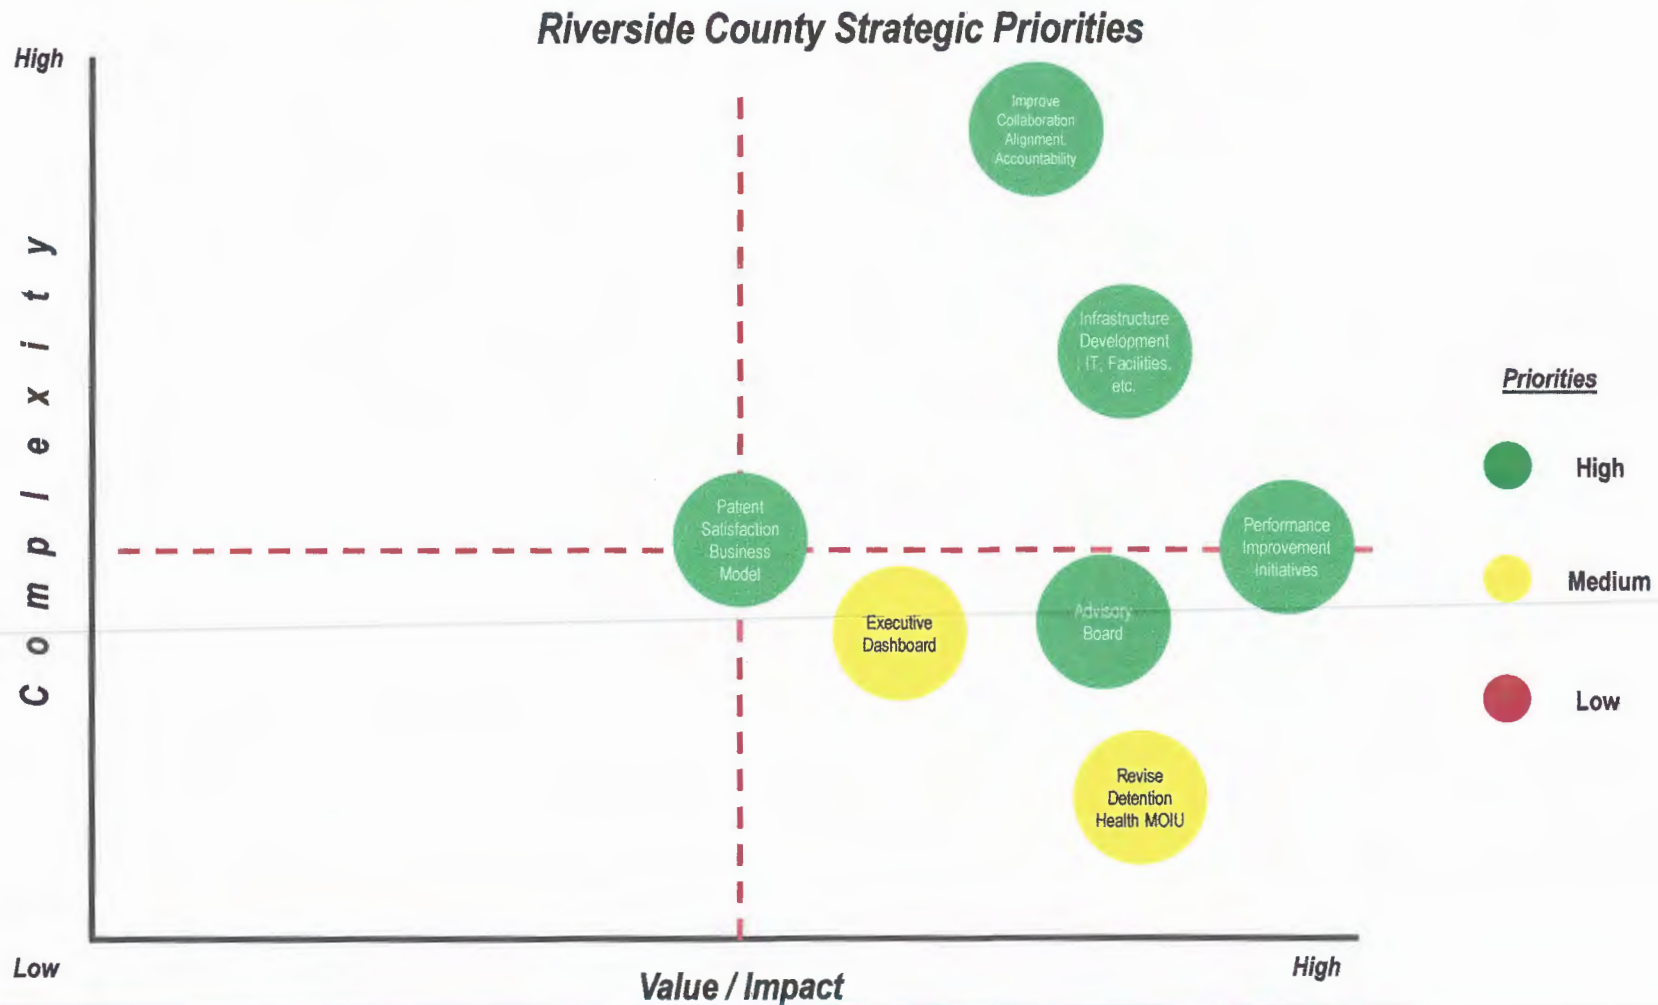 Riverside County Strategic Priorities
High
Complexity
Improve
Collaboration
Alignment.
Accountability
Infrastructure
Development
, IT, Facilities,
etc.
Patient
Satisfaction
Business
Model
Performance
Improvement
Initiatives
Executive
Dashboard
Advisory
Board
Revise
Detention
Health MOIU
Priorities
High
Medium
Low
Low
Value / Impact
High